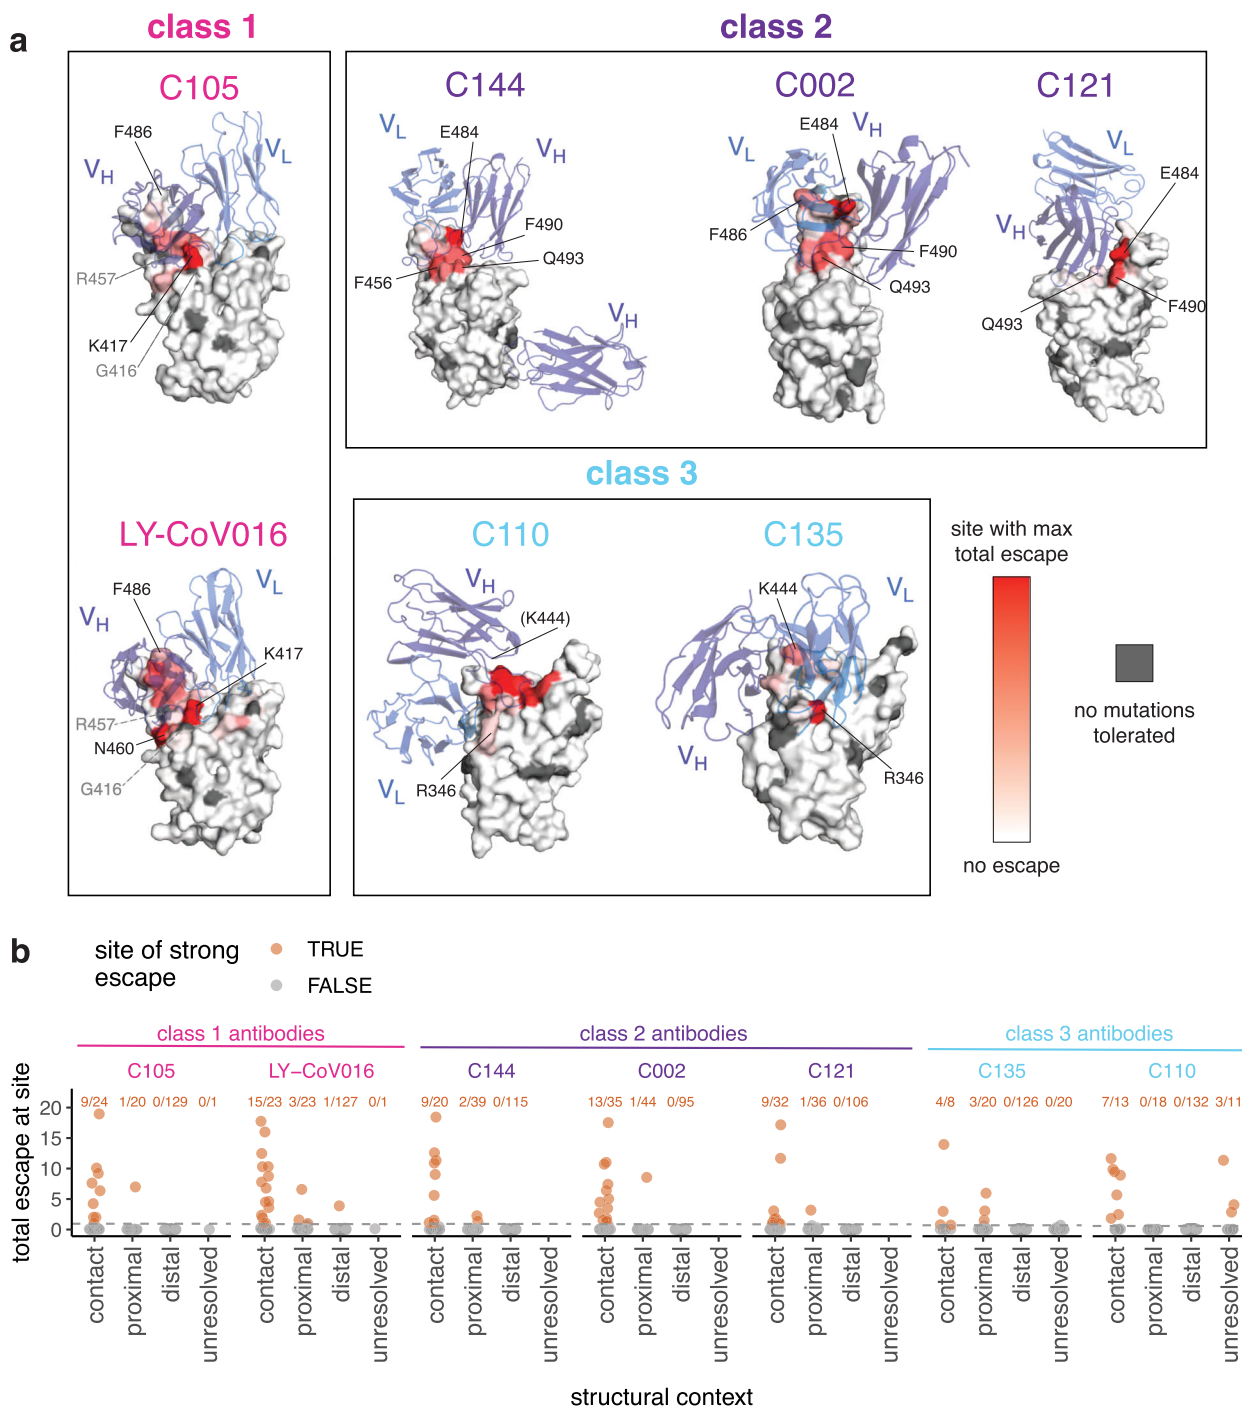 a
class 1
class 2
C105
C144
C002
C121
F486
VH
VL
R457
K417
G416
VL
E484
VH
F490
Q493
F456
VH
E484
VH
VL
F486
F490
Q493
VL
E484
VH
Q493
F490
class 3
LY-CoV016
C110
C135
F486
VL
VH
K417
R457
N460
G416
VH
(K444)
R346
VL
K444
VL
VH
R346
site with max
total escape
no escape
no mutations
tolerated
b
site of strong
escape
TRUE
FALSE
class 1 antibodies
class 2 antibodies
class 3 antibodies
C105
LY–CoV016
C144
C002
C121
C135
C110
9/24 1/20 0/129 0/1
15/23 3/23 1/127 0/1
9/20 2/39 0/115
13/35 1/44 0/95
9/32 1/36 0/106
4/8 3/20 0/126 0/20
7/13 0/18 0/132 3/11
total escape at site
20
15
10
5
0
contact proximal distal unresolved
contact proximal distal unresolved
contact proximal distal unresolved
contact proximal distal unresolved
contact proximal distal unresolved
contact proximal distal unresolved
contact proximal distal unresolved
structural context